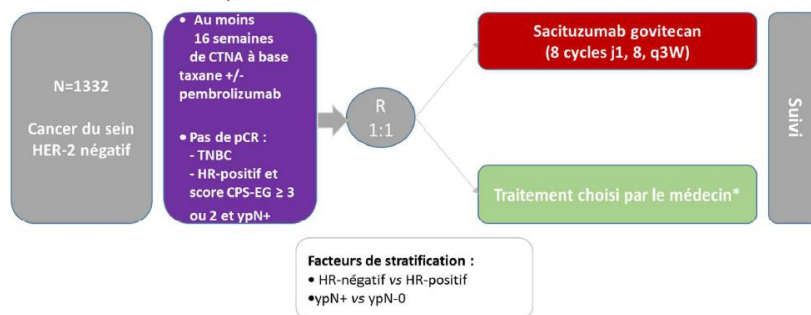 N=1332
Cancer du sein
HER-2 négatif
• Au moins
16 semaines
de CTNA à base
taxane +/-
pembrolizumab
• Pas de pCR :
- TNBC
- HR-positif et
score CPS-EG ≥ 3
ou 2 et ypN+
R
1:1
Sacituzumab govitecan
(8 cycles j1, 8, q3W)
Traitement choisi par le médecin*
Suivi
Facteurs de stratification :
• HR-négatif vs HR-positif
•ypN+ vs ypN-0